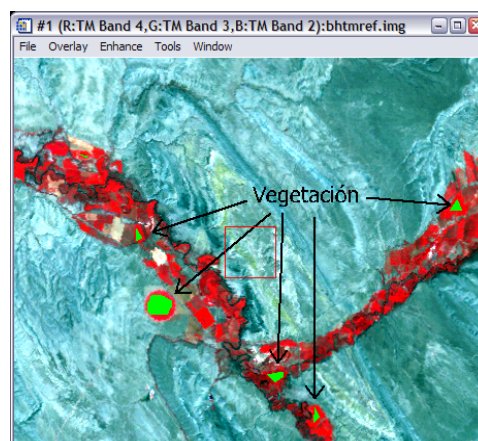 #1 (R:TM Band 4,G:TM Band 3,B:TM Band 2):bhtmref.img
File Overlay Enhance Tools Window
Vegetación